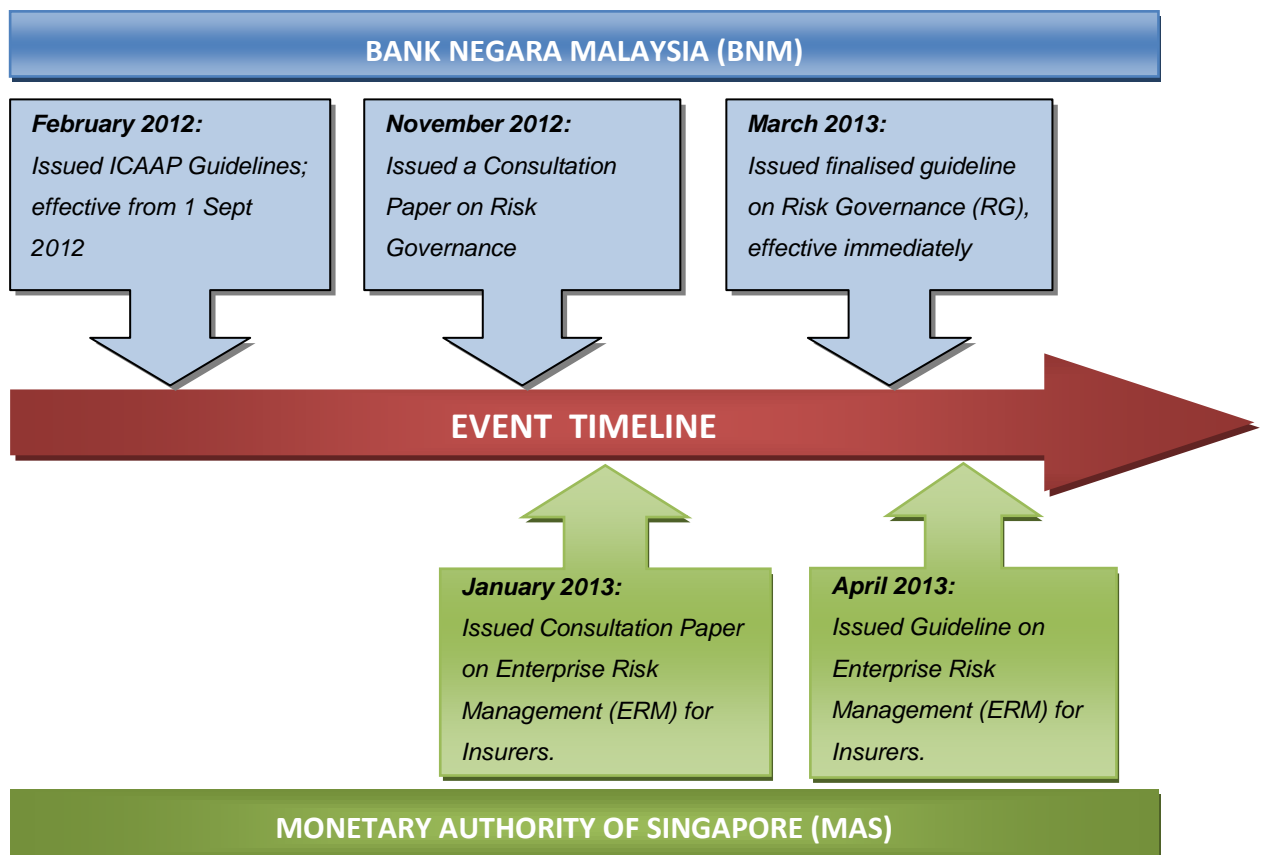 BANK NEGARA MALAYSIA (BNM)
February 2012:
Issued ICAAP Guidelines;
effective from 1 Sept
2012
November 2012:
Issued a Consultation
Paper on Risk
Governance
March 2013:
Issued finalised guideline
on Risk Governance (RG),
effective immediately
EVENT TIMELINE
January 2013:
Issued Consultation Paper
on Enterprise Risk
Management (ERM) for
Insurers.
April 2013:
Issued Guideline on
Enterprise Risk
Management (ERM) for
Insurers.
MONETARY AUTHORITY OF SINGAPORE (MAS)